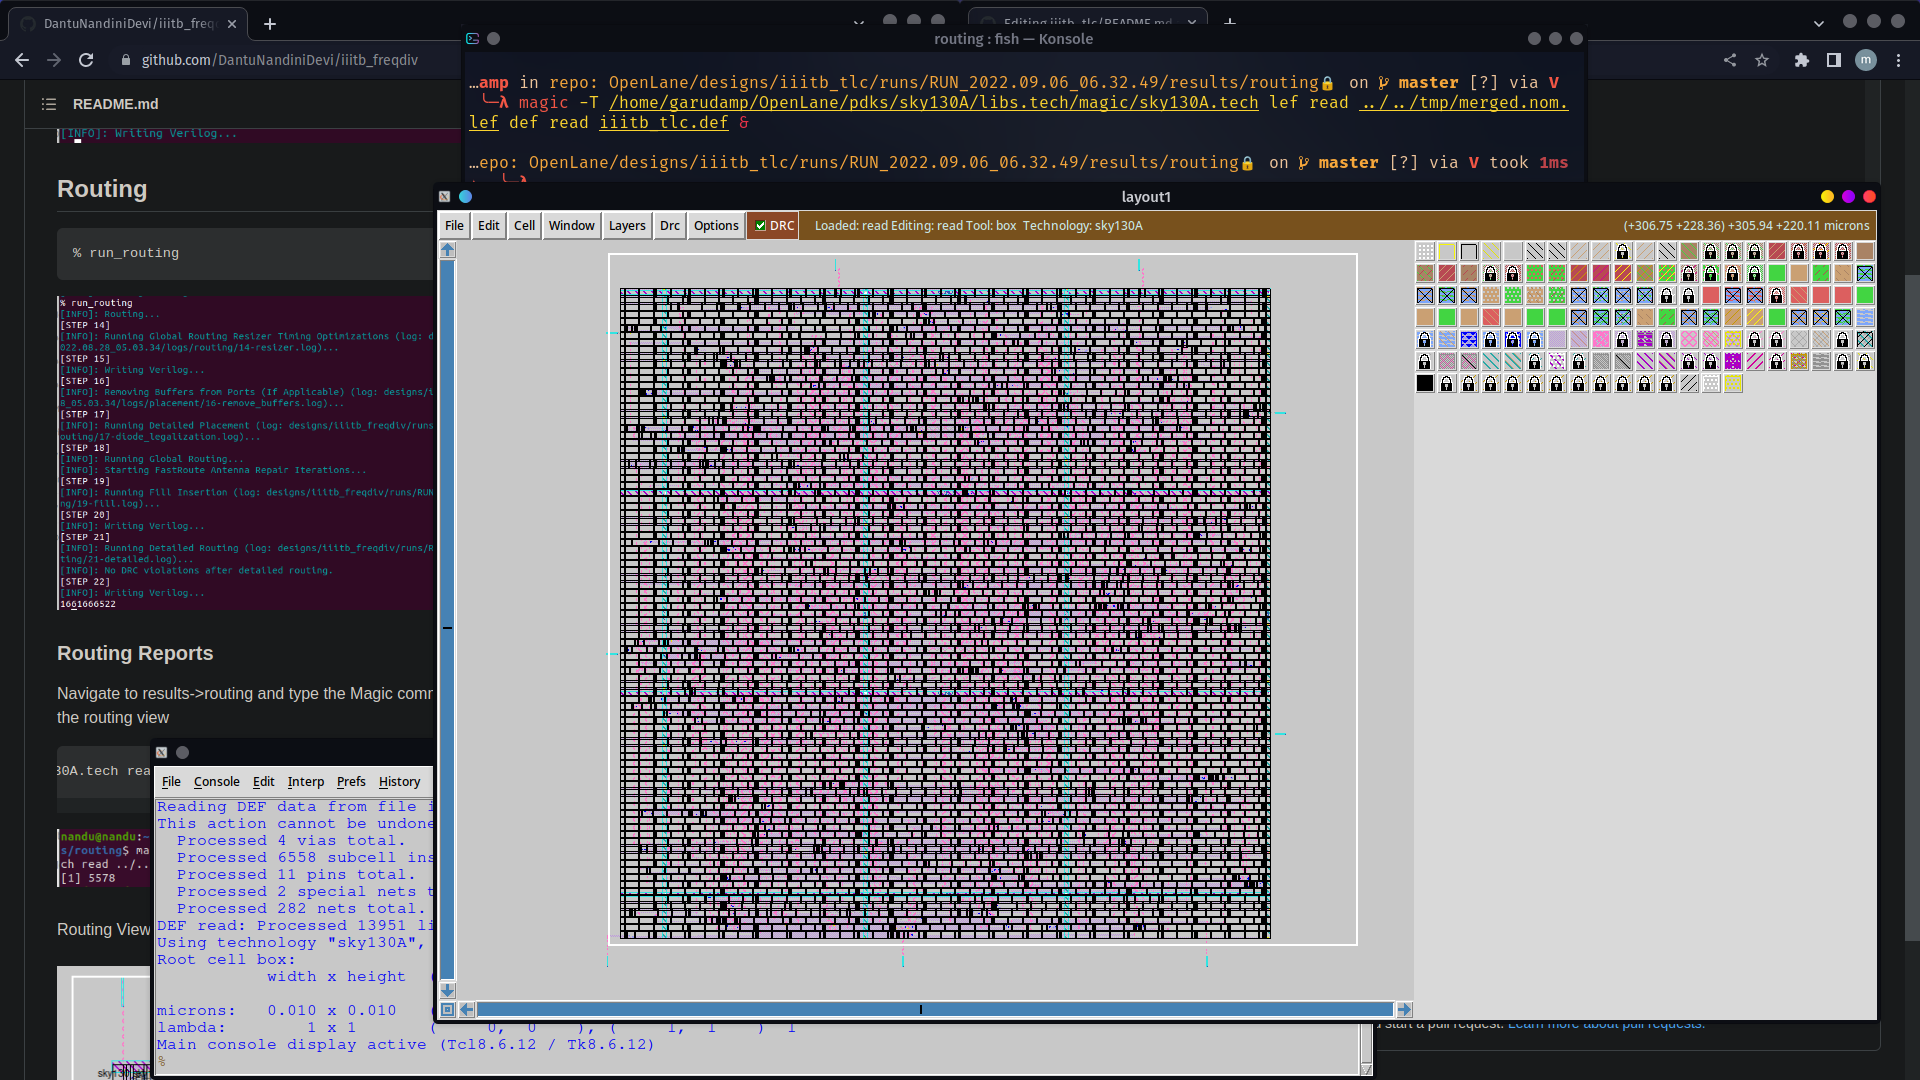 DantuNandiniDevi/iiitb_freq
Editing iiitb_tlc/README.md
github.com/DantuNandiniDevi/iiitb_freqdiv
m
README.md
[INFO]: Writing Verilog...
Routing
% run_routing
% run_routing
[INFO]: Routing...
[STEP 14]
[INFO]: Running Global Routing Resizer Timing Optimizations (log: d
022.08.28_05.03.34/logs/routing/14-resizer.log)...
[STEP 15]
[INFO]: Writing Verilog...
[STEP 16]
[INFO]: Removing Buffers from Ports (If Applicable) (log: designs/i
8_05.03.34/logs/placement/16-remove_buffers.log)...
[STEP 17]
[INFO]: Running Detailed Placement (log: designs/iiitb_freqdiv/runs
outing/17-diode_legalization.log)...
[STEP 18]
[INFO]: Running Global Routing...
[INFO]: Starting FastRoute Antenna Repair Iterations...
[STEP 19]
[INFO]: Running Fill Insertion (log: designs/iiitb_freqdiv/runs/RUN
ng/19-fill.log)...
[STEP 20]
[INFO]: Writing Verilog...
[STEP 21]
[INFO]: Running Detailed Routing (log: designs/iiitb_freqdiv/runs/R
ting/21-detailed.log)...
[INFO]: No DRC violations after detailed routing.
[STEP 22]
[INFO]: Writing Verilog...
1661666522
Routing Reports
Navigate to results->routing and type the Magic comr
the routing view
30A.tech rea
nandu@nandu:~
s/routing$ ma
ch read ../..
[1] 5578
Routing View
routing : fish — Konsole
…amp in repo: OpenLane/designs/iiitb_tlc/runs/RUN_2022.09.06_06.32.49/results/routing🔒 on master [?] via V
╰─λ magic -T /home/garudamp/OpenLane/pdks/sky130A/libs.tech/magic/sky130A.tech lef read ../../tmp/merged.nom.
lef def read iiitb_tlc.def &
…epo: OpenLane/designs/iiitb_tlc/runs/RUN_2022.09.06_06.32.49/results/routing🔒 on master [?] via V took 1ms
layout1
File Edit Cell Window Layers Drc Options DRC Loaded: read Editing: read Tool: box Technology: sky130A (+306.75 +228.36) +305.94 +220.11 microns
File Console Edit Interp Prefs History
Reading DEF data from file i
This action cannot be undone
Processed 4 vias total.
Processed 6558 subcell ins
Processed 11 pins total.
Processed 2 special nets t
Processed 282 nets total.
DEF read: Processed 13951 li
Using technology "sky130A",
Root cell box:
width x height (
microns: 0.010 x 0.010 (
lambda: 1 x 1 ( 0, 0 ), ( 1, 1 ) 1
Main console display active (Tcl8.6.12 / Tk8.6.12)
%
start a pull request. Learn more about pull requests.